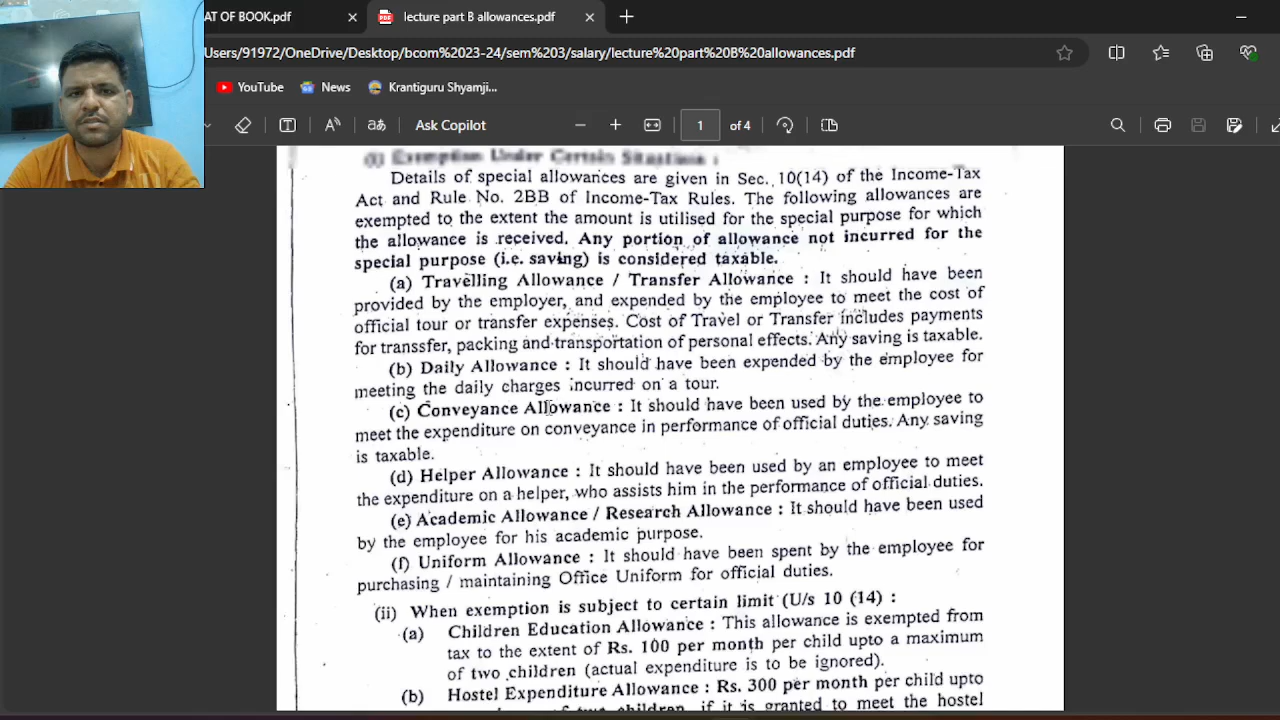 AT OF BOOK.pdf
lecture part B allowances.pdf
Users/91972/OneDrive/Desktop/bcom%2023-24/sem%203/salary/lecture%20part%20B%20allowances.pdf
YouTube
News
Krantiguru Shyamji...
Ask Copilot
1 of 4
(i) Exemption Under Certain Situations :
Details of special allowances are given in Sec. 10(14) of the Income-Tax
Act and Rule No. 2BB of Income-Tax Rules. The following allowances are
exempted to the extent the amount is utilised for the special purpose for which
the allowance is received. Any portion of allowance not incurred for the
special purpose (i.e. saving) is considered taxable.
(a) Travelling Allowance / Transfer Allowance : It should have been
provided by the employer, and expended by the employee to meet the cost of
official tour or transfer expenses. Cost of Travel or Transfer includes payments
for transsfer, packing and transportation of personal effects. Any saving is taxable.
(b) Daily Allowance : It should have been expended by the employee for
meeting the daily charges incurred on a tour.
(c) Conveyance Allowance : It should have been used by the employee to
meet the expenditure on conveyance in performance of official duties. Any saving
is taxable.
(d) Helper Allowance : It should have been used by an employee to meet
the expenditure on a helper, who assists him in the performance of official duties.
(e) Academic Allowance / Research Allowance : It should have been used
by the employee for his academic purpose.
(f) Uniform Allowance : It should have been spent by the employee for
purchasing / maintaining Office Uniform for official duties.
(ii) When exemption is subject to certain limit (U/s 10 (14) :
(a) Children Education Allowance : This allowance is exempted from
tax to the extent of Rs. 100 per month per child upto a maximum
of two children (actual expenditure is to be ignored).
(b) Hostel Expenditure Allowance : Rs. 300 per month per child upto
of two children, if it is granted to meet the hostel